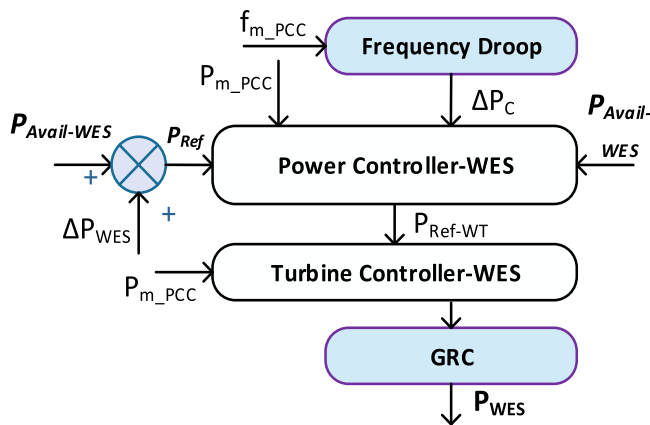 f_m_PCC
Frequency Droop
P_m_PCC
ΔP_C
P_Avail-WES
P_Ref
P_Avail-
WES
Power Controller-WES
+
+
ΔP_WES
P_Ref-WT
P_m_PCC
Turbine Controller-WES
GRC
P_WES